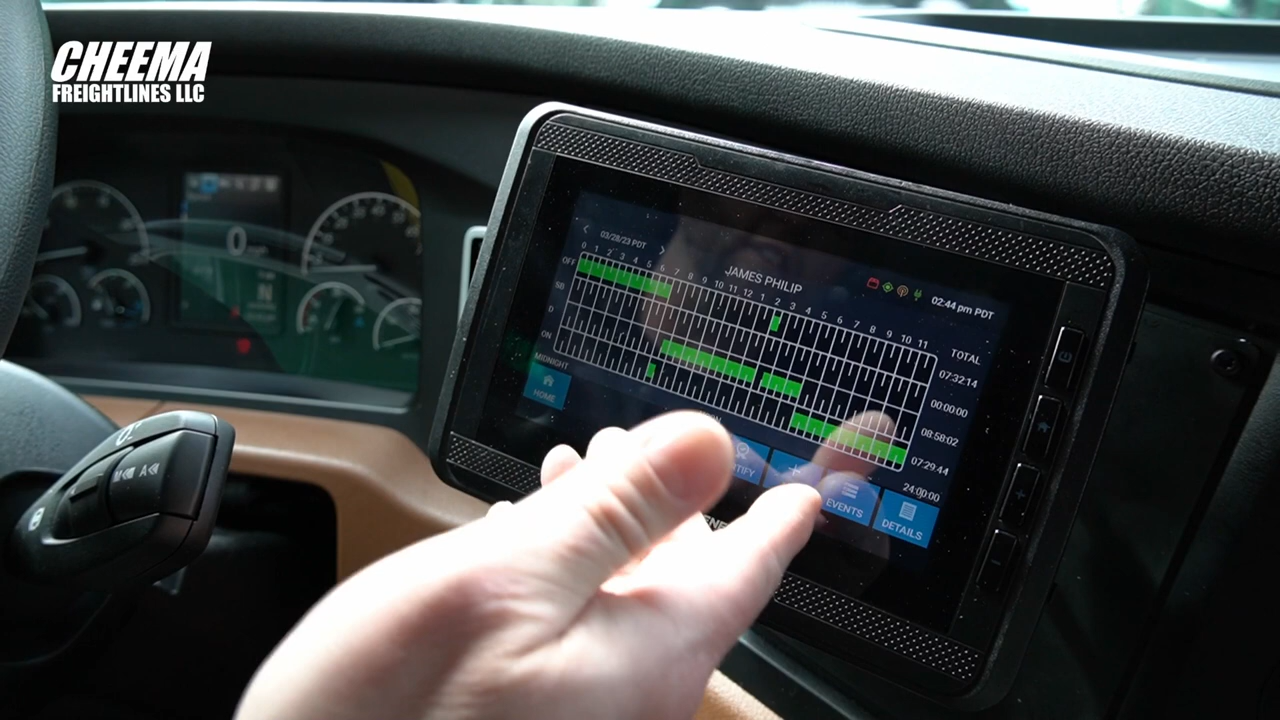 CHEEMA
FREIGHTLINES LLC
03/28/23 PDT
JAMES PHILIP
02:44 pm PDT
0 1 2 3 4 5 6 7 8 9 10 11 12 1 2 3 4 5 6 7 8 9 10 11
TOTAL
OFF
07:32:14
SB
00:00:00
D
08:58:02
ON
07:29:44
MIDNIGHT
24:00:00
HOME
EVENTS
DETAILS
0
N
M
A